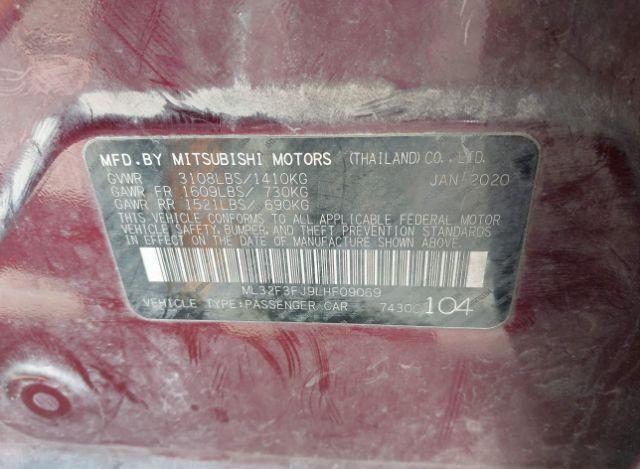 MFD.BY MITSUBISHI MOTORS (THAILAND) CO.,LTD.
GVWR 3108LBS/1410KG JAN/2020
GAWR FR 1609LBS/ 730KG
GAWR RR 1521LBS/ 690KG
THIS VEHICLE CONFORMS TO ALL APPLICABLE FEDERAL MOTOR
VEHICLE SAFETY, BUMPER, AND THEFT PREVENTION STANDARDS
IN EFFECT ON THE DATE OF MANUFACTURE SHOWN ABOVE.
ML32F3FJ9LHF09069
VEHICLE TYPE:PASSENGER CAR 7430C 104